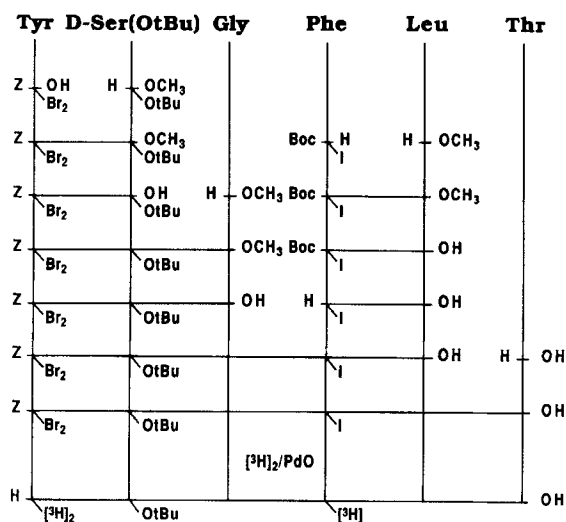 Tyr D-Ser(OtBu) Gly Phe Leu Thr
Z OH H OCH₃
Br₂ OtBu
Z OCH₃ Boc H H OCH₃
Br₂ OtBu I
Z OH H OCH₃ Boc OCH₃
Br₂ OtBu I
Z OCH₃ Boc OH
Br₂ OtBu I
Z OH H OH
Br₂ OtBu I
Z OH H OH
Br₂ OtBu I
Z OH
Br₂ OtBu I
[³H]₂/PdO
H OH
[³H]₂ OtBu [³H]